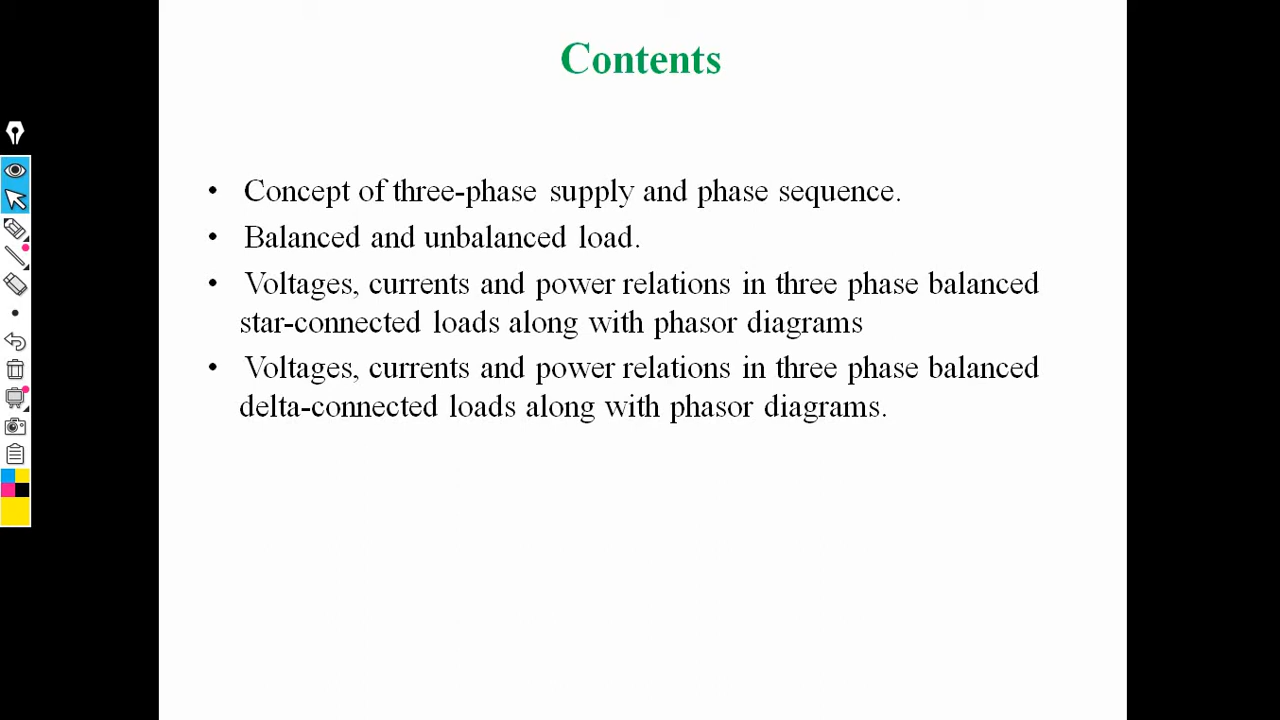 Contents
• Concept of three-phase supply and phase sequence.
• Balanced and unbalanced load.
• Voltages, currents and power relations in three phase balanced
star-connected loads along with phasor diagrams
• Voltages, currents and power relations in three phase balanced
delta-connected loads along with phasor diagrams.